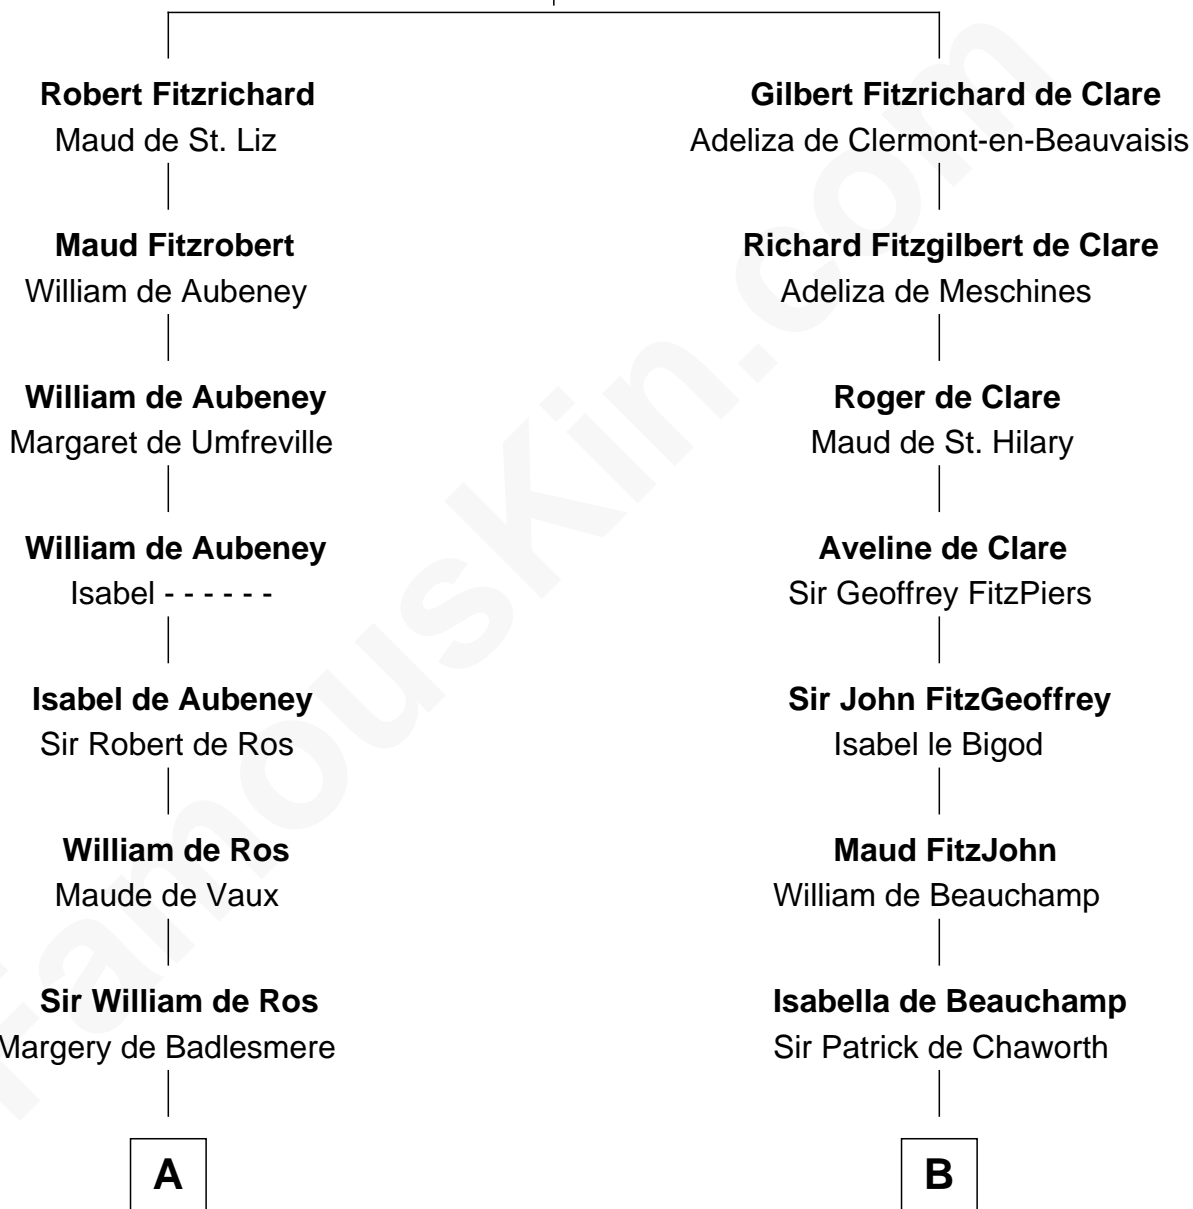 Robert Fitzrichard
Maud de St. Liz
Maud Fitzrobert
William de Aubeney
William de Aubeney
Margaret de Umfreville
William de Aubeney
Isabel - - - - - -
Isabel de Aubeney
Sir Robert de Ros
William de Ros
Maude de Vaux
Sir William de Ros
Margery de Badlesmere
A
Gilbert Fitzrichard de Clare
Adeliza de Clermont-en-Beauvaisis
Richard Fitzgilbert de Clare
Adeliza de Meschines
Roger de Clare
Maud de St. Hilary
Aveline de Clare
Sir Geoffrey FitzPiers
Sir John FitzGeoffrey
Isabel le Bigod
Maud FitzJohn
William de Beauchamp
Isabella de Beauchamp
Sir Patrick de Chaworth
B
FamousKin.com